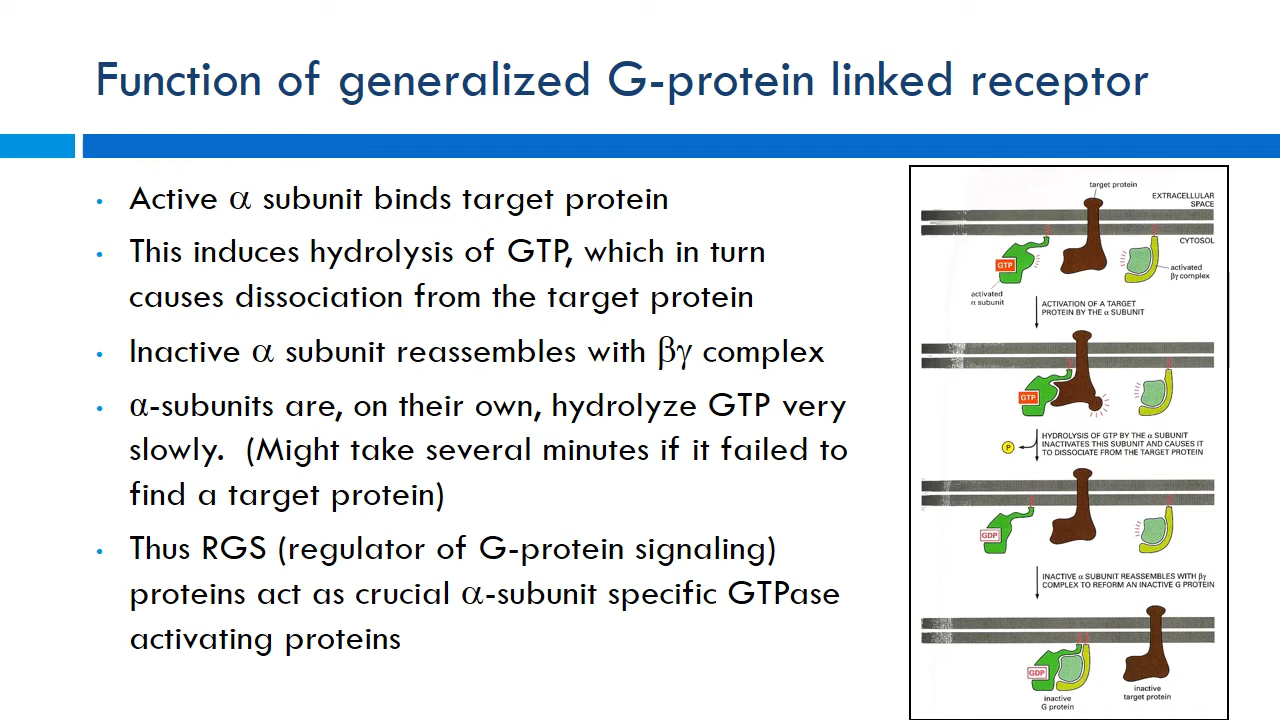 Function of generalized G-protein linked receptor
• Active α subunit binds target protein
• This induces hydrolysis of GTP, which in turn
causes dissociation from the target protein
• Inactive α subunit reassembles with βγ complex
• α-subunits are, on their own, hydrolyze GTP very
slowly.  (Might take several minutes if it failed to
find a target protein)
• Thus RGS (regulator of G-protein signaling)
proteins act as crucial α-subunit specific GTPase
activating proteins
target protein
EXTRACELLULAR
SPACE
CYTOSOL
GTP
activated
α subunit
activated
βγ complex
ACTIVATION OF A TARGET
PROTEIN BY THE α SUBUNIT
GTP
P
HYDROLYSIS OF GTP BY THE α SUBUNIT
INACTIVATES THIS SUBUNIT AND CAUSES IT
TO DISSOCIATE FROM THE TARGET PROTEIN
GDP
INACTIVE α SUBUNIT REASSEMBLES WITH βγ
COMPLEX TO REFORM AN INACTIVE G PROTEIN
GDP
inactive
G protein
inactive
target protein